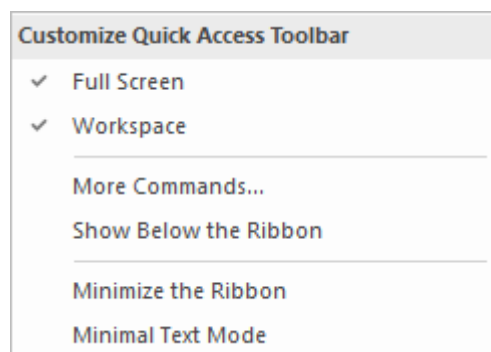 Customize Quick Access Toolbar
Full Screen
Workspace
More Commands...
Show Below the Ribbon
Minimize the Ribbon
Minimal Text Mode